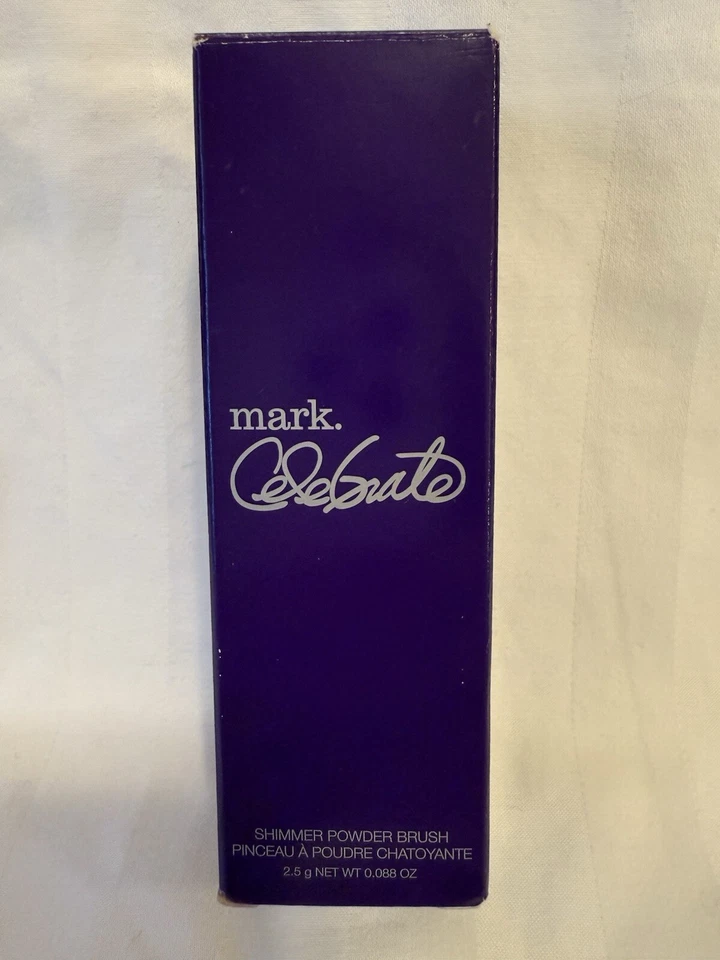 mark.
Celebrate
SHIMMER POWDER BRUSH
PINCEAU À POUDRE CHATOYANTE
2.5 g NET WT 0.088 OZ